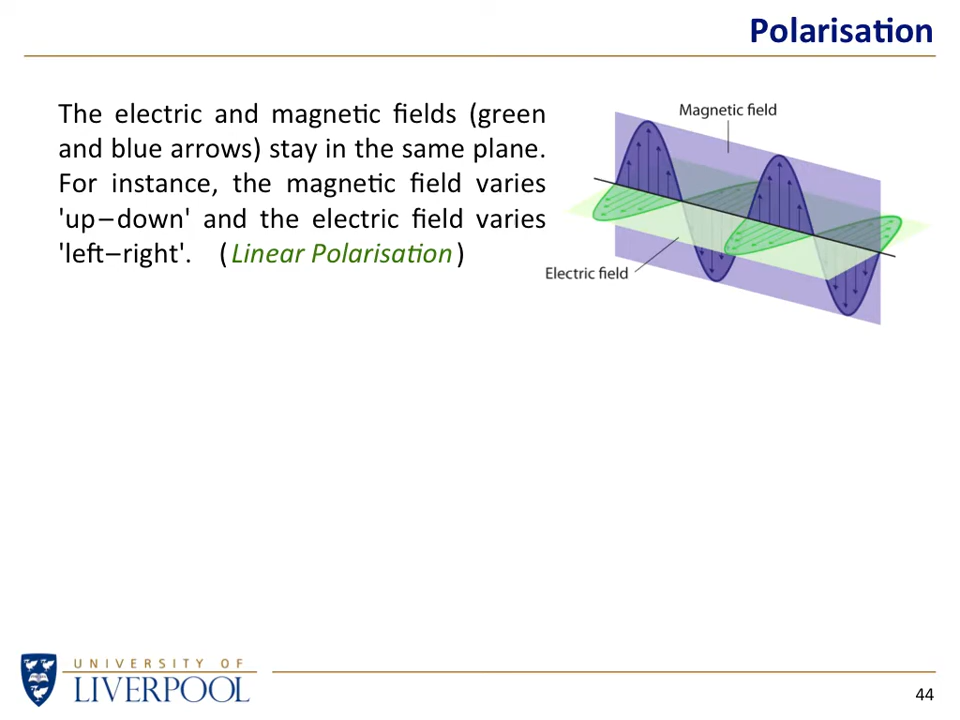 Polarisation
The electric and magnetic fields (green
and blue arrows) stay in the same plane.
For instance, the magnetic field varies
'up–down' and the electric field varies
'left–right'. (Linear Polarisation)
Magnetic field
Electric field
UNIVERSITY OF
LIVERPOOL
44